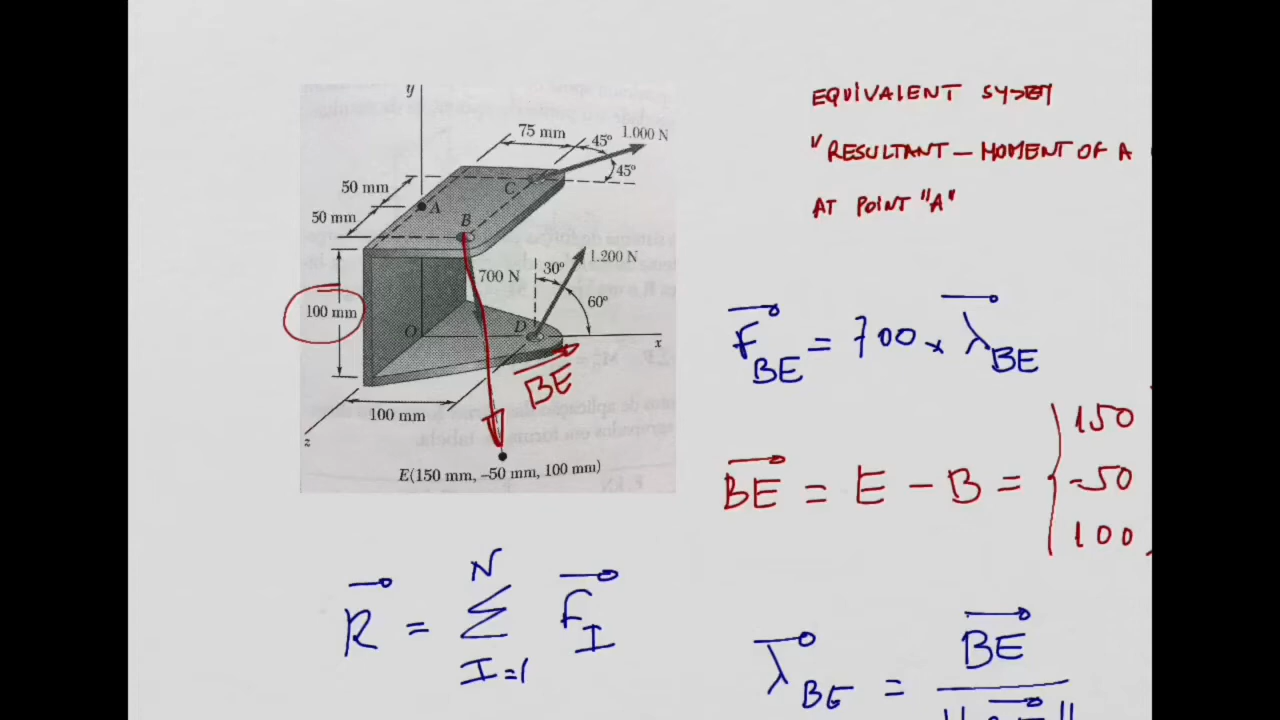 EQUIVALENT
"RESULTANT – MOMENT OF A
AT POINT "A"
y
75 mm
1.000 N
45°
45°
50 mm
C
A
50 mm
B
700 N
30°
1.200 N
60°
100 mm
O
D
x
BE
100 mm
z
E(150 mm, –50 mm, 100 mm)
F BE = 700 × λ BE
BE = E – B = { 150
-50
100
R = N Σ I=1 F I
λ BE = BE